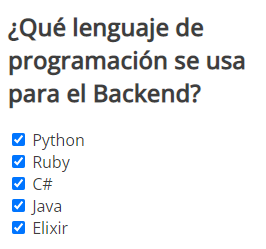 ¿Qué lenguaje de
programación se usa
para el Backend?
Python
Ruby
C#
Java
Elixir